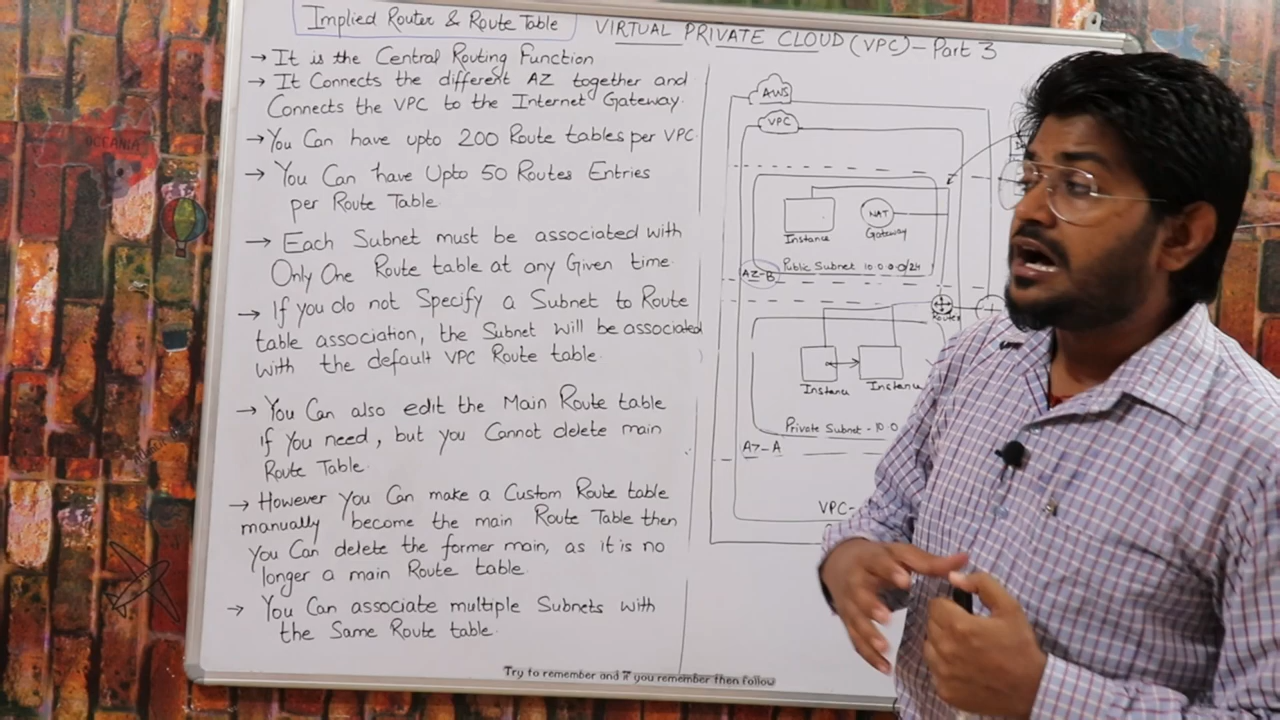 Implied Router & Route Table
VIRTUAL PRIVATE CLOUD (VPC) - Part 3
→ It is the Central Routing Function
→ It Connects the different AZ together and
Connects the VPC to the Internet Gateway.
→ You Can have upto 200 Route tables per VPC.
→ You Can have Upto 50 Routes Entries
per Route Table.
→ Each Subnet must be associated with
Only One Route table at any Given time.
→ If you do not Specify a Subnet to Route
table association, the Subnet will be associated
with the default VPC Route table.
→ You Can also edit the Main Route table
if you need, but you Cannot delete main
Route Table.
→ However you Can make a Custom Route table
manually become the main Route Table then
you Can delete the former main, as it is no
longer a main Route table.
→ You Can associate multiple Subnets with
the Same Route table.
AWS
VPC
Instance
NAT
Gateway
Public Subnet 10.0.0.0/24
AZ-B
Router
Instance
Instance
Private Subnet - 10.0
AZ-A
VPC-
Try to remember and if you remember then follow
OCEANIA